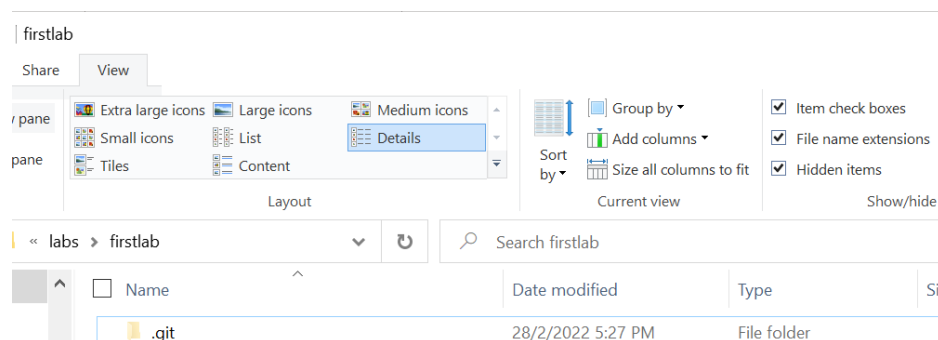 firstlab
Share View
pane Extra large icons Large icons Medium icons
Small icons List Details
pane Tiles Content
Layout
Sort by
Group by
Add columns
Size all columns to fit
Current view
Item check boxes
File name extensions
Hidden items
Show/hide
« labs > firstlab
Search firstlab
Name Date modified Type
.git 28/2/2022 5:27 PM File folder